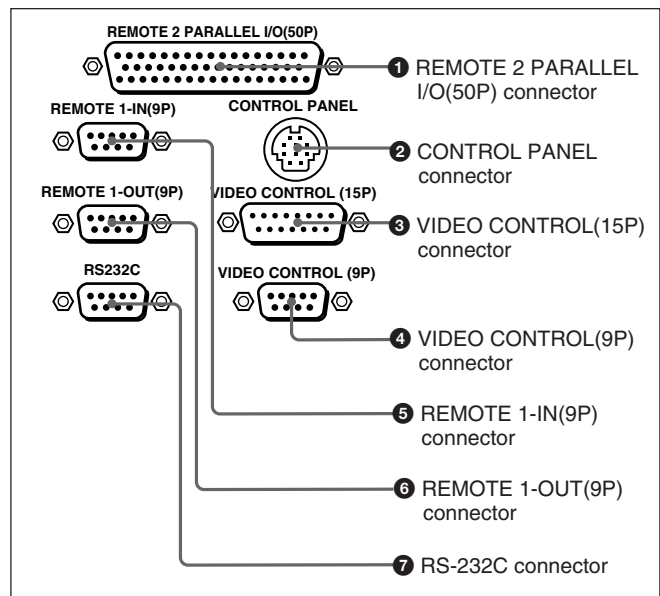 REMOTE 2 PARALLEL I/O(50P)
❶ REMOTE 2 PARALLEL
I/O(50P) connector
REMOTE 1-IN(9P)
CONTROL PANEL
❷ CONTROL PANEL
connector
REMOTE 1-OUT(9P)
VIDEO CONTROL (15P)
❸ VIDEO CONTROL(15P)
connector
RS232C
VIDEO CONTROL (9P)
❹ VIDEO CONTROL(9P)
connector
❺ REMOTE 1-IN(9P)
connector
❻ REMOTE 1-OUT(9P)
connector
❼ RS-232C connector